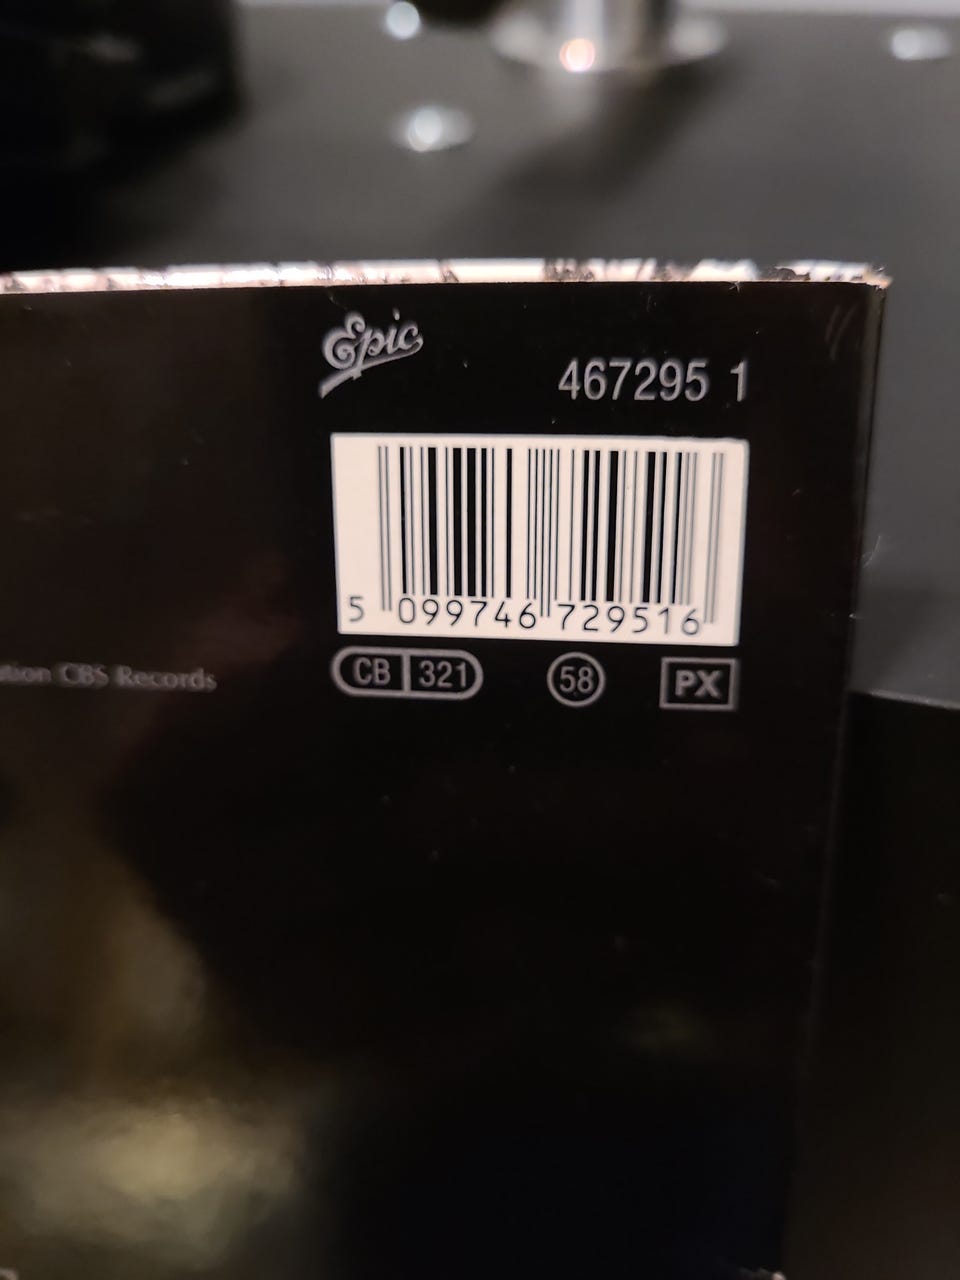 Epic
467295 1
5 099746 729516
CB 321 58 PX
CBS Records